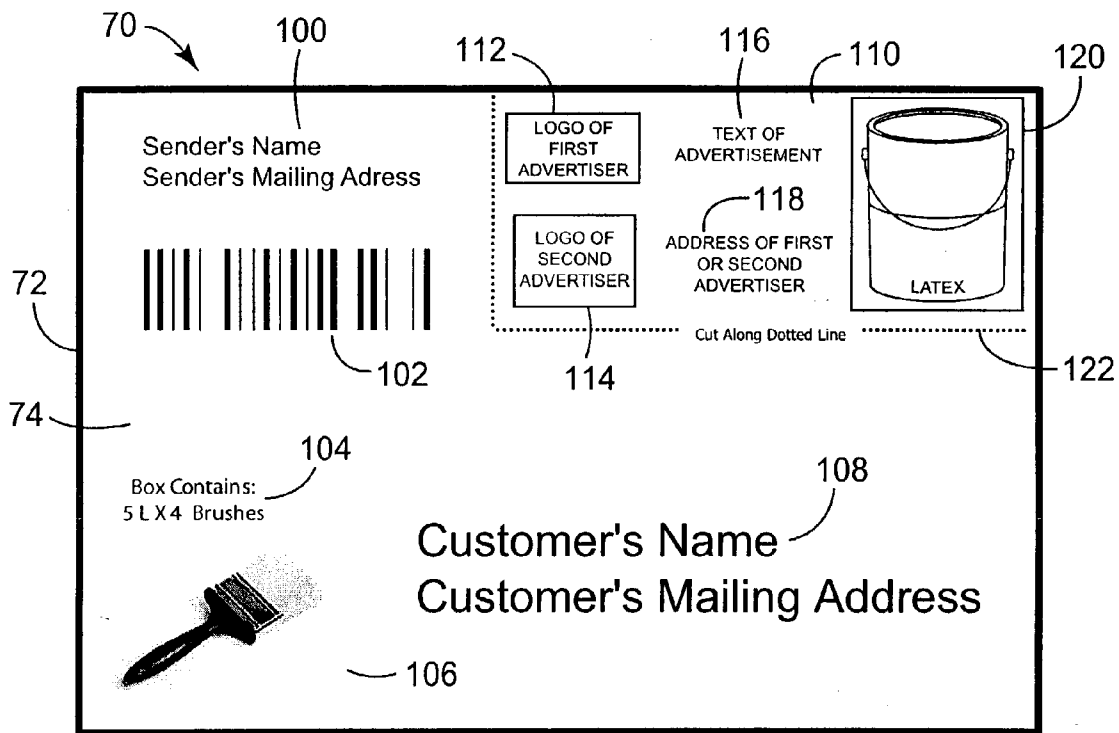 70
100
112
116
110
120
Sender's Name
Sender's Mailing Adress
LOGO OF
FIRST
ADVERTISER
TEXT OF
ADVERTISEMENT
118
LOGO OF
SECOND
ADVERTISER
ADDRESS OF FIRST
OR SECOND
ADVERTISER
LATEX
72
Cut Along Dotted Line
102
114
122
74
104
108
Box Contains:
5 L X 4 Brushes
Customer's Name
Customer's Mailing Address
106